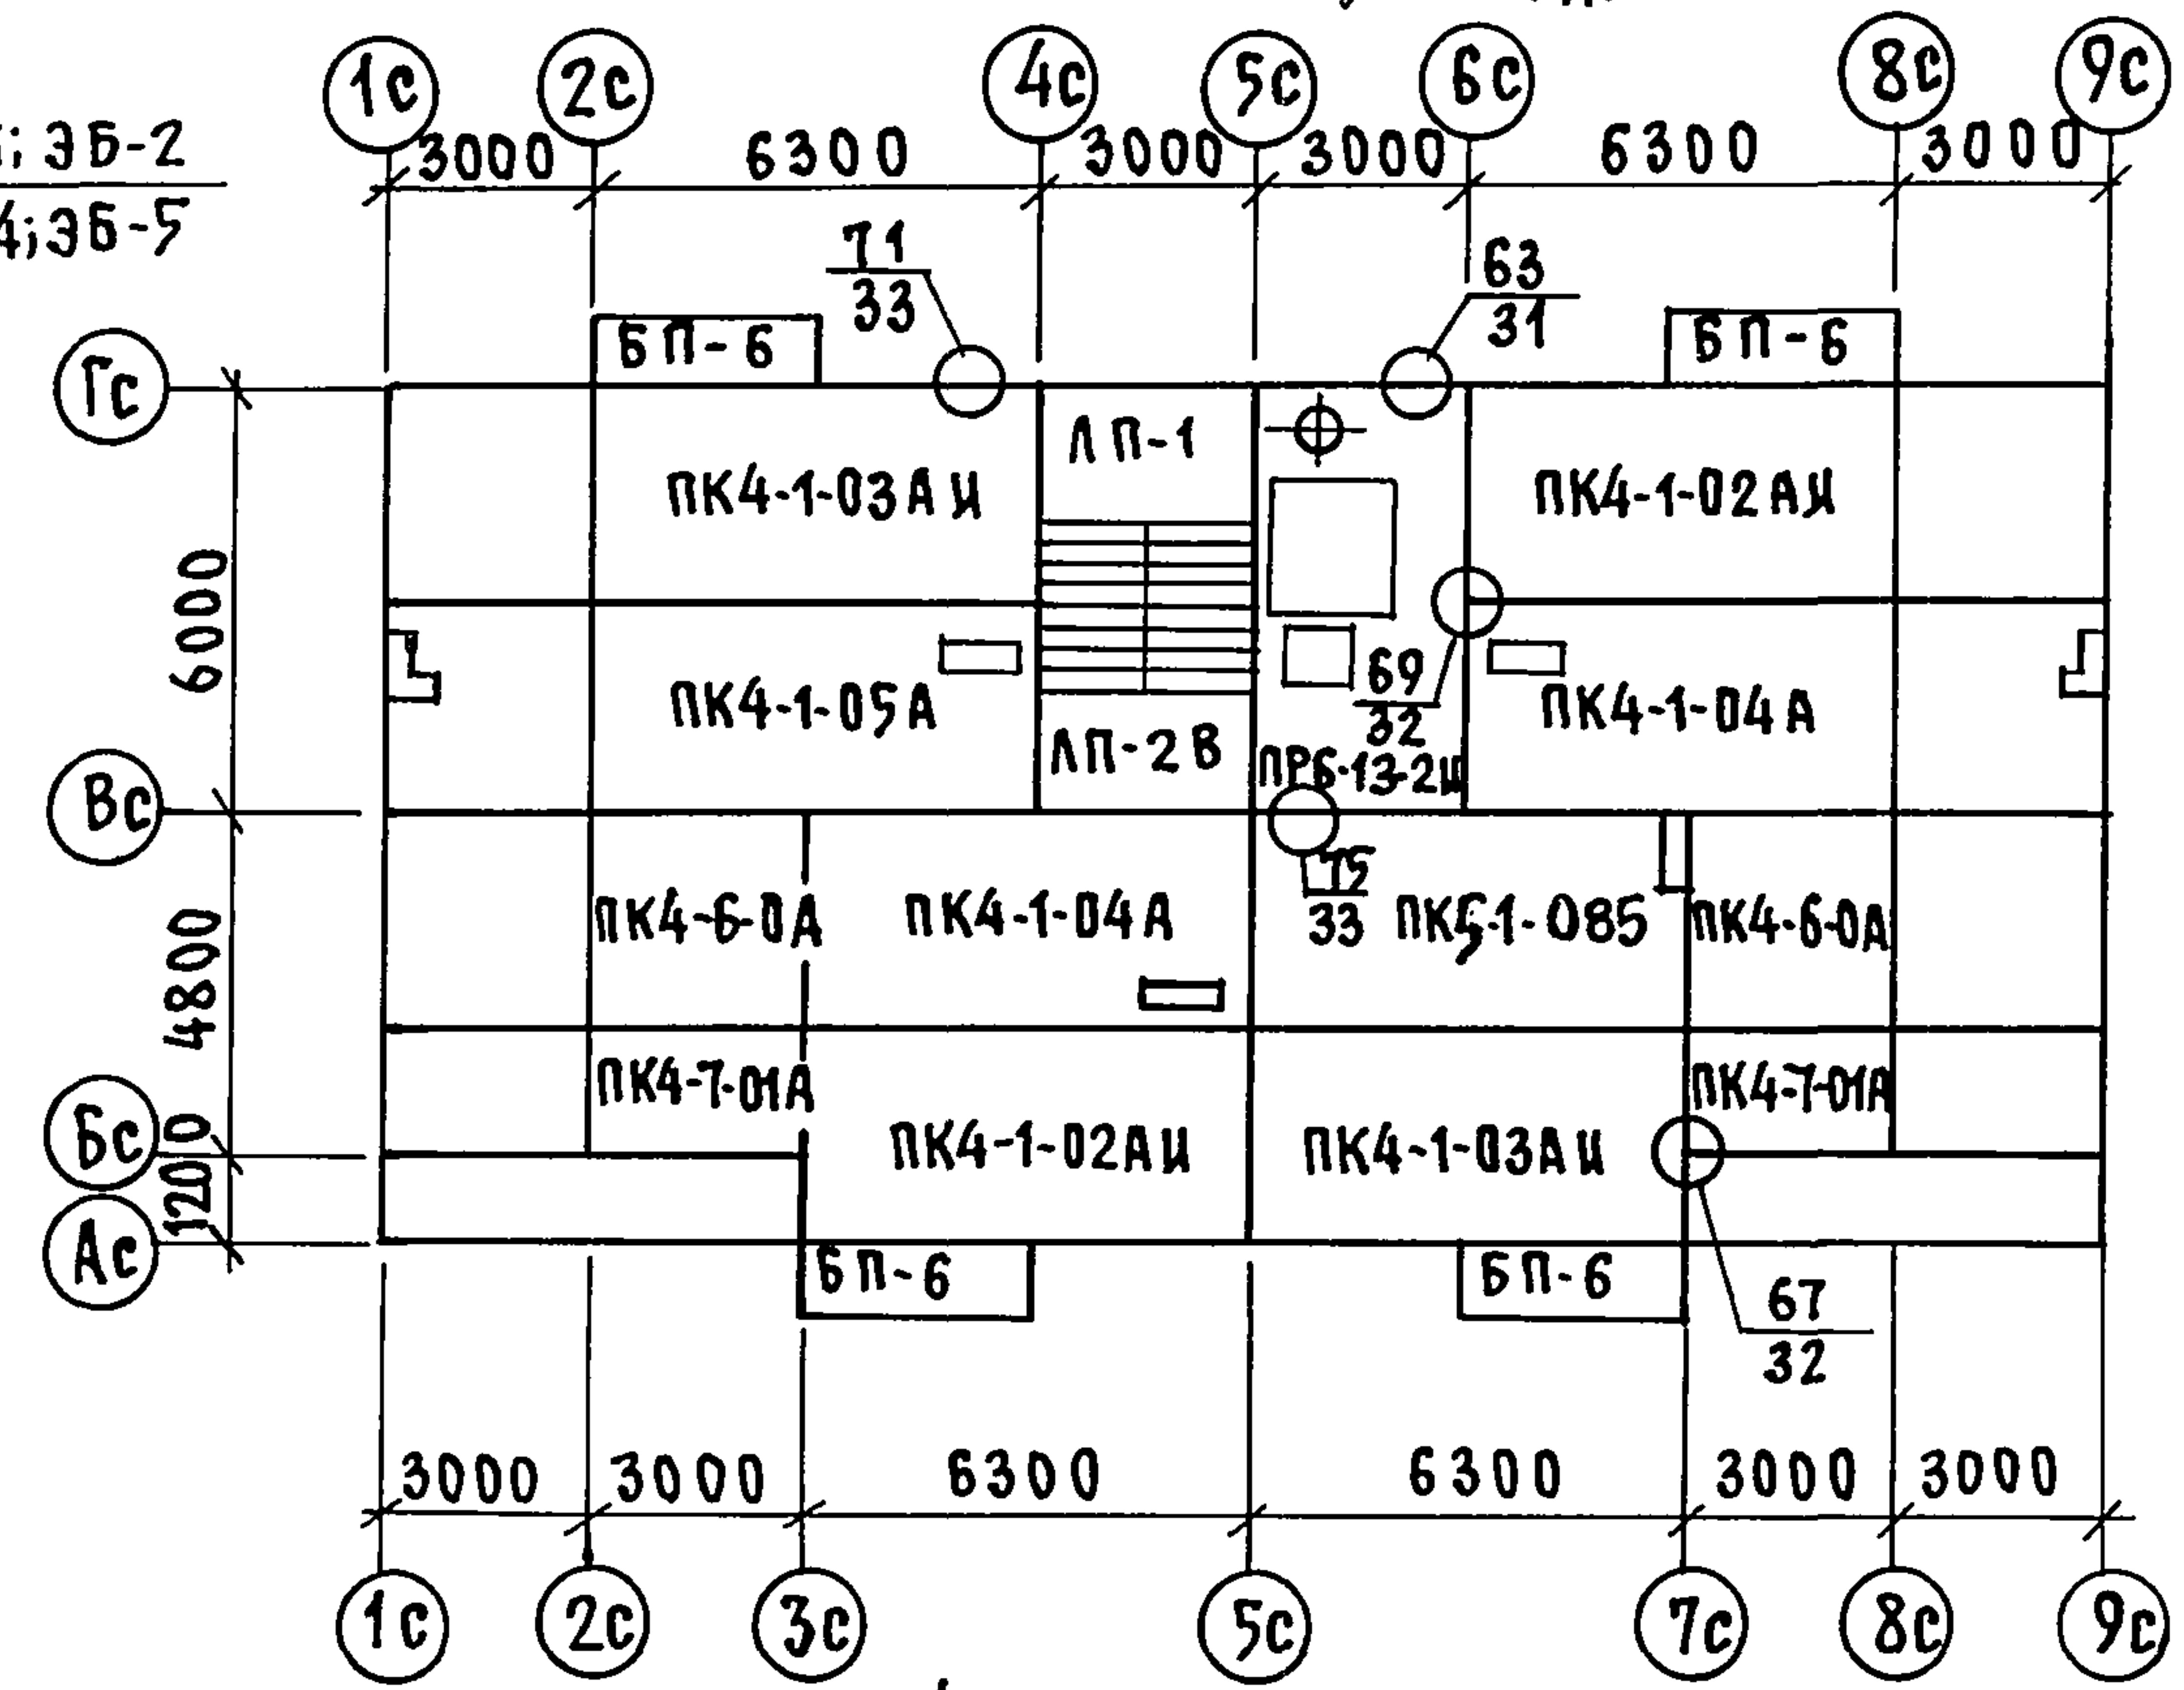 1с 2с 4с 5с 6с 8с 9с
; ЭБ-2
3000 6300 3000 3000 6300 3000
4; ЭБ-5
71
33
63
31
БП-6 БП-6
Гс
ЛП-1
ПК4-1-03АИ ПК4-1-02АИ
6000
69
32
ПК4-1-05А ПК4-1-04А
ЛП-2В
ПР6-13-2И
Вс
75
33
ПК4-6-0А ПК4-1-04А ПК5-1-085 ПК4-6-0А
4800
ПК4-7-01А ПК4-7-01А
Бс
ПК4-1-02АИ ПК4-1-03АИ
1200
Ас
БП-6 БП-6
67
32
3000 3000 6300 6300 3000 3000
1с 2с 3с 5с 7с 8с 9с